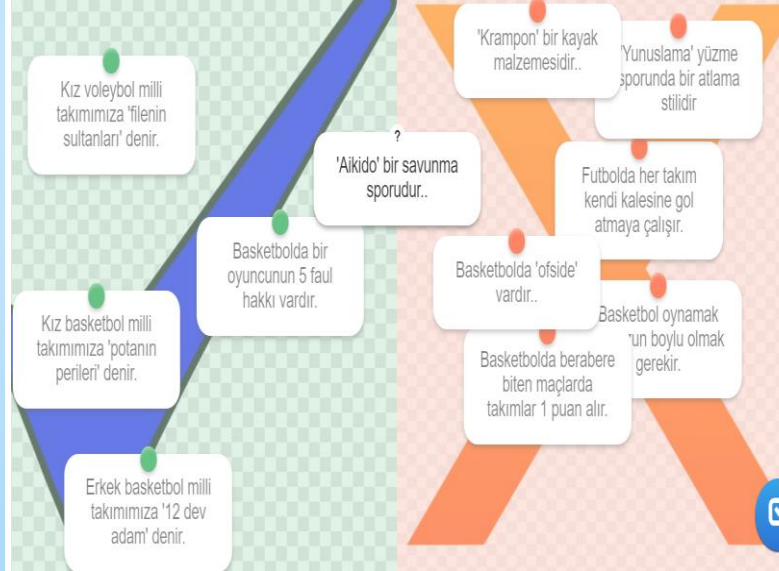 Kız voleybol milli
takımımıza 'filenin
sultanları' denir.
Basketbolda bir
oyuncunun 5 faul
hakkı vardır.
Kız basketbol milli
takımımıza 'potanın
perileri' denir.
Erkek basketbol milli
takımımıza '12 dev
adam' denir.
?
'Aikido' bir savunma
sporudur..
'Krampon' bir kayak
malzemesidir..
'Yunuslama' yüzme
sporunda bir atlama
stilidir
Futbolda her takım
kendi kalesine gol
atmaya çalışır.
Basketbolda 'ofside'
vardır..
Basketbol oynamak
boylu olmak
gerekir.
Basketbolda berabere
biten maçlarda
takımlar 1 puan alır.